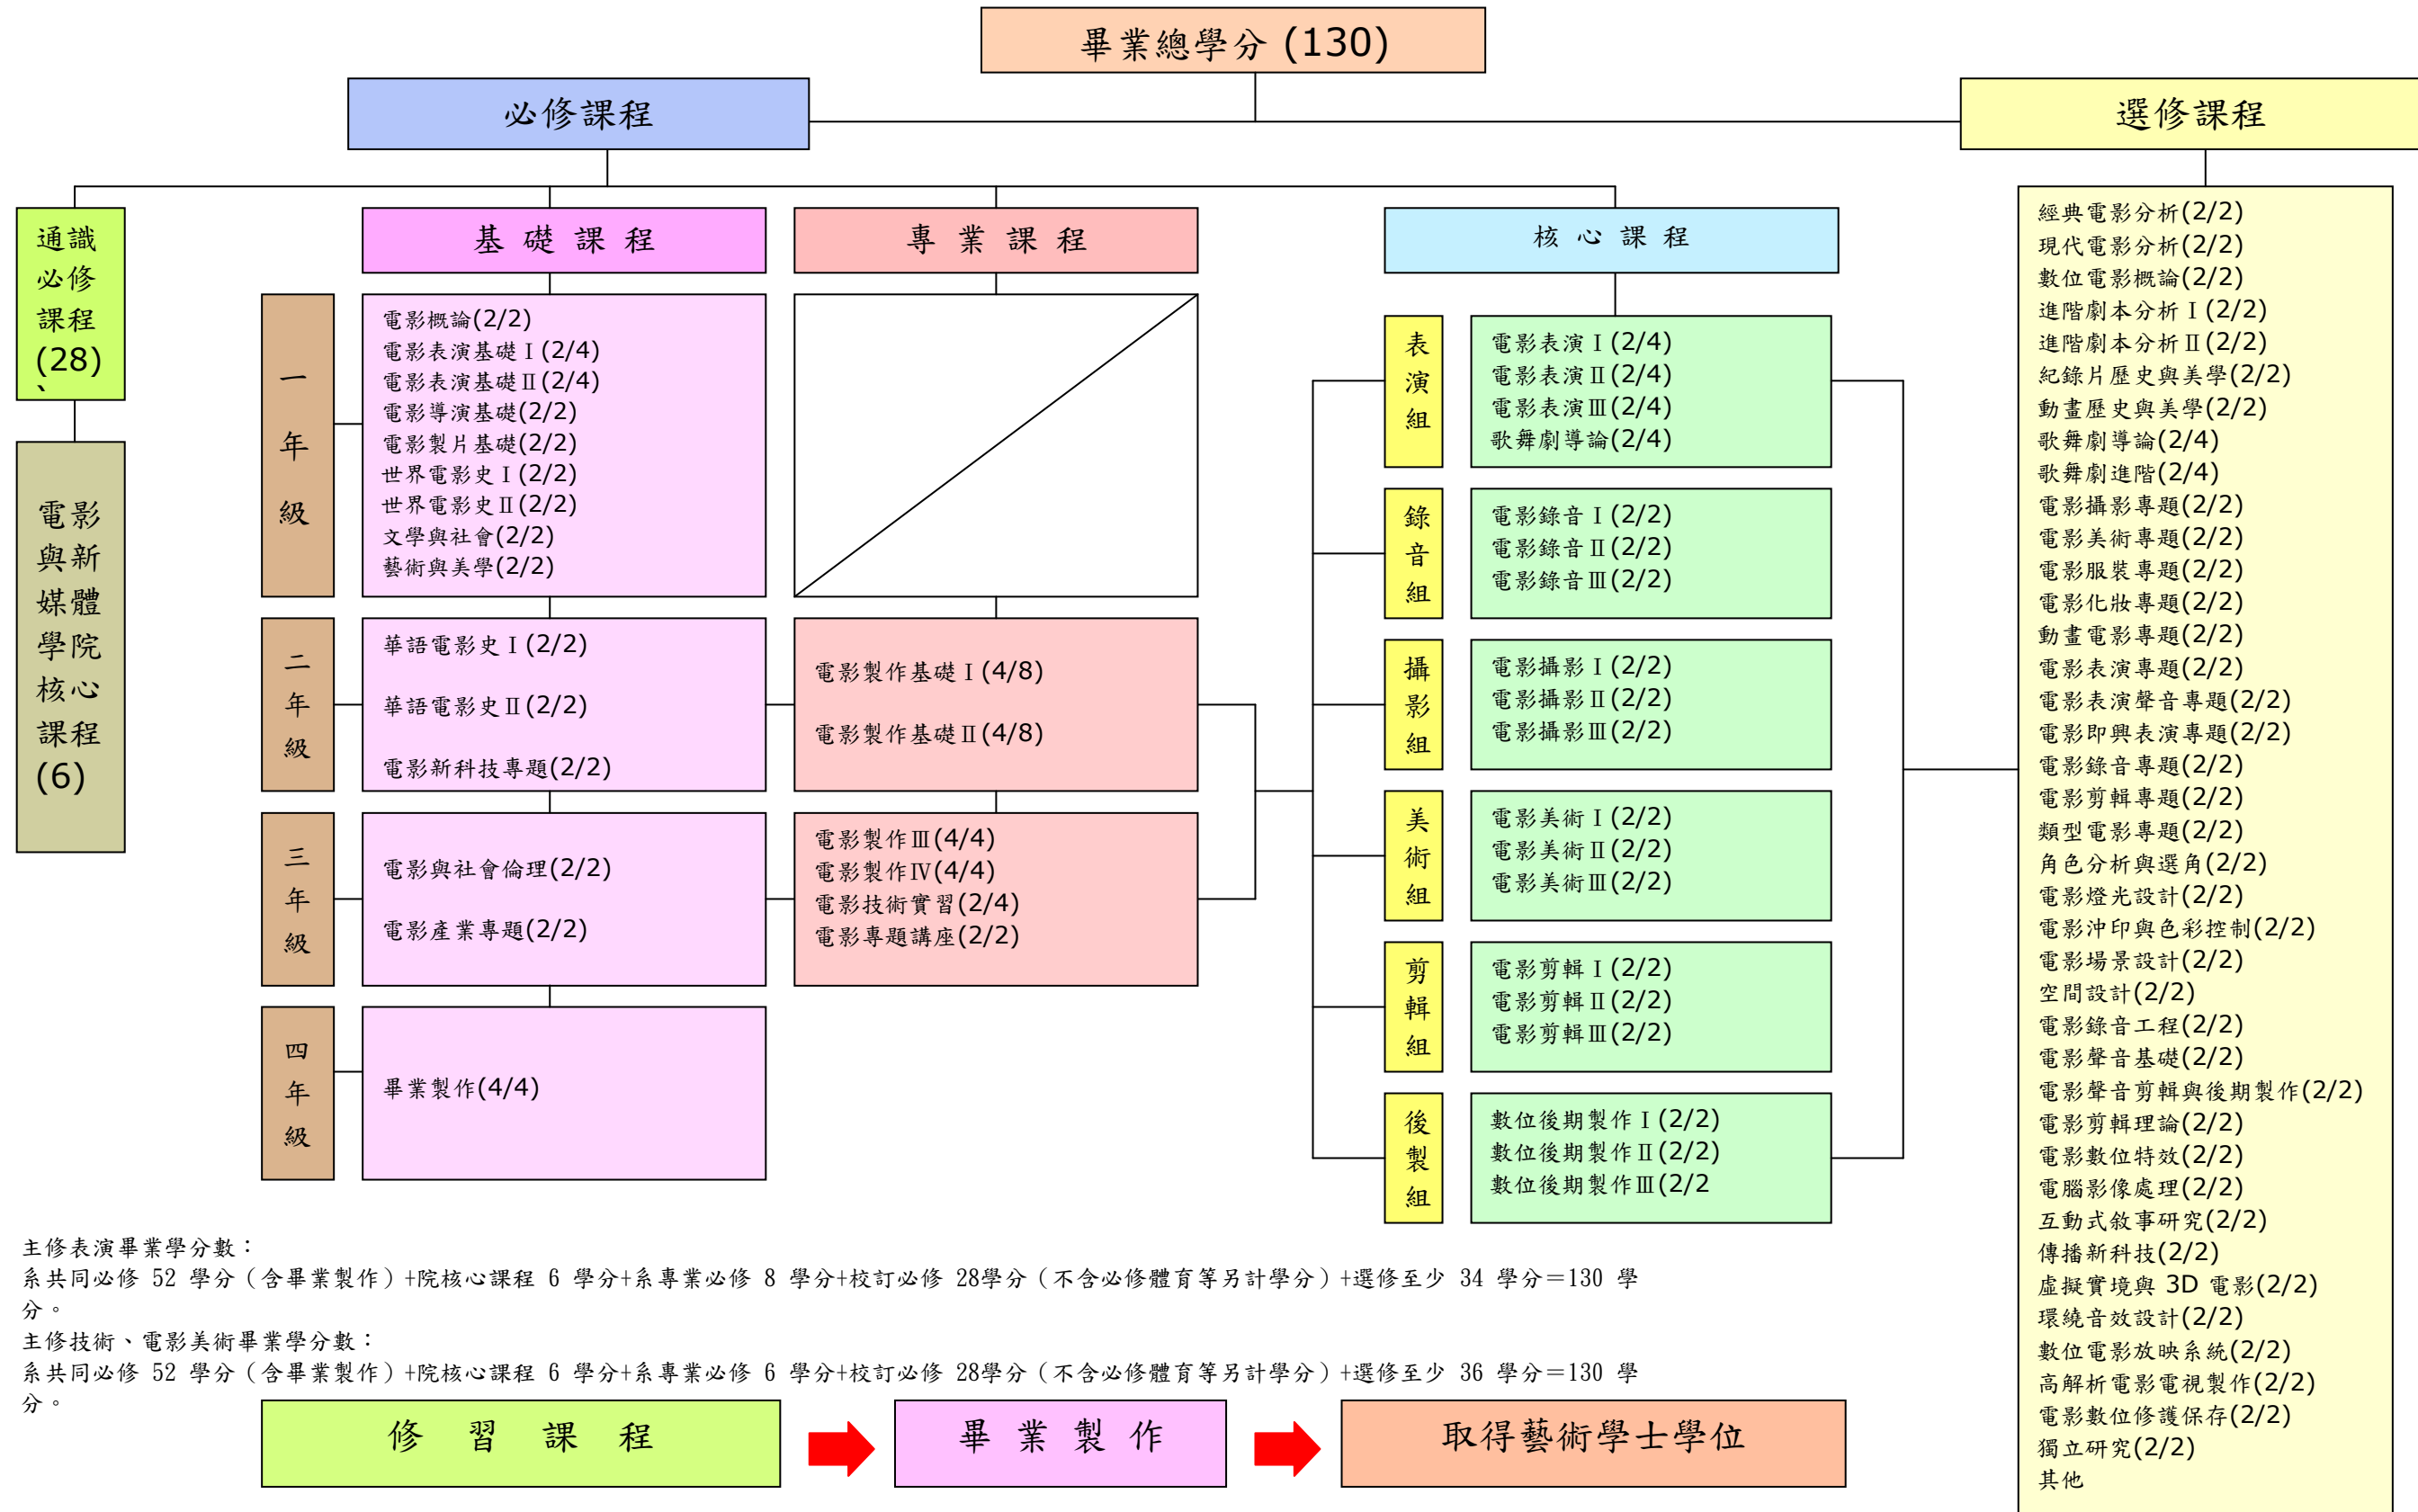 畢業總學分 (130)
必修課程
選修課程
通識
必修
課程
(28)
、
電影
與新
媒體
學院
核心
課程
(6)
基 礎 課 程
專 業 課 程
核 心 課 程
一
年
級
電影概論(2/2)
電影表演基礎Ⅰ(2/4)
電影表演基礎Ⅱ(2/4)
電影導演基礎(2/2)
電影製片基礎(2/2)
世界電影史Ⅰ(2/2)
世界電影史Ⅱ(2/2)
文學與社會(2/2)
藝術與美學(2/2)
二
年
級
華語電影史Ⅰ(2/2)
華語電影史Ⅱ(2/2)
電影新科技專題(2/2)
電影製作基礎Ⅰ(4/8)
電影製作基礎Ⅱ(4/8)
三
年
級
電影與社會倫理(2/2)
電影產業專題(2/2)
電影製作Ⅲ(4/4)
電影製作Ⅳ(4/4)
電影技術實習(2/4)
電影專題講座(2/2)
四
年
級
畢業製作(4/4)
表
演
組
電影表演Ⅰ(2/4)
電影表演Ⅱ(2/4)
電影表演Ⅲ(2/4)
歌舞劇導論(2/4)
錄
音
組
電影錄音Ⅰ(2/2)
電影錄音Ⅱ(2/2)
電影錄音Ⅲ(2/2)
攝
影
組
電影攝影Ⅰ(2/2)
電影攝影Ⅱ(2/2)
電影攝影Ⅲ(2/2)
美
術
組
電影美術Ⅰ(2/2)
電影美術Ⅱ(2/2)
電影美術Ⅲ(2/2)
剪
輯
組
電影剪輯Ⅰ(2/2)
電影剪輯Ⅱ(2/2)
電影剪輯Ⅲ(2/2)
後
製
組
數位後期製作Ⅰ(2/2)
數位後期製作Ⅱ(2/2)
數位後期製作Ⅲ(2/2
經典電影分析(2/2)
現代電影分析(2/2)
數位電影概論(2/2)
進階劇本分析Ⅰ(2/2)
進階劇本分析Ⅱ(2/2)
紀錄片歷史與美學(2/2)
動畫歷史與美學(2/2)
歌舞劇導論(2/4)
歌舞劇進階(2/4)
電影攝影專題(2/2)
電影美術專題(2/2)
電影服裝專題(2/2)
電影化妝專題(2/2)
動畫電影專題(2/2)
電影表演專題(2/2)
電影表演聲音專題(2/2)
電影即興表演專題(2/2)
電影錄音專題(2/2)
電影剪輯專題(2/2)
類型電影專題(2/2)
角色分析與選角(2/2)
電影燈光設計(2/2)
電影沖印與色彩控制(2/2)
電影場景設計(2/2)
空間設計(2/2)
電影錄音工程(2/2)
電影聲音基礎(2/2)
電影聲音剪輯與後期製作(2/2)
電影剪輯理論(2/2)
電影數位特效(2/2)
電腦影像處理(2/2)
互動式敘事研究(2/2)
傳播新科技(2/2)
虛擬實境與 3D 電影(2/2)
環繞音效設計(2/2)
數位電影放映系統(2/2)
高解析電影電視製作(2/2)
電影數位修護保存(2/2)
獨立研究(2/2)
其他
主修表演畢業學分數：
系共同必修 52 學分（含畢業製作）+院核心課程 6 學分+系專業必修 8 學分+校訂必修 28學分（不含必修體育等另計學分）+選修至少 34 學分＝130 學
分。
主修技術、電影美術畢業學分數：
系共同必修 52 學分（含畢業製作）+院核心課程 6 學分+系專業必修 6 學分+校訂必修 28學分（不含必修體育等另計學分）+選修至少 36 學分＝130 學
分。
修 習 課 程
畢 業 製 作
取得藝術學士學位